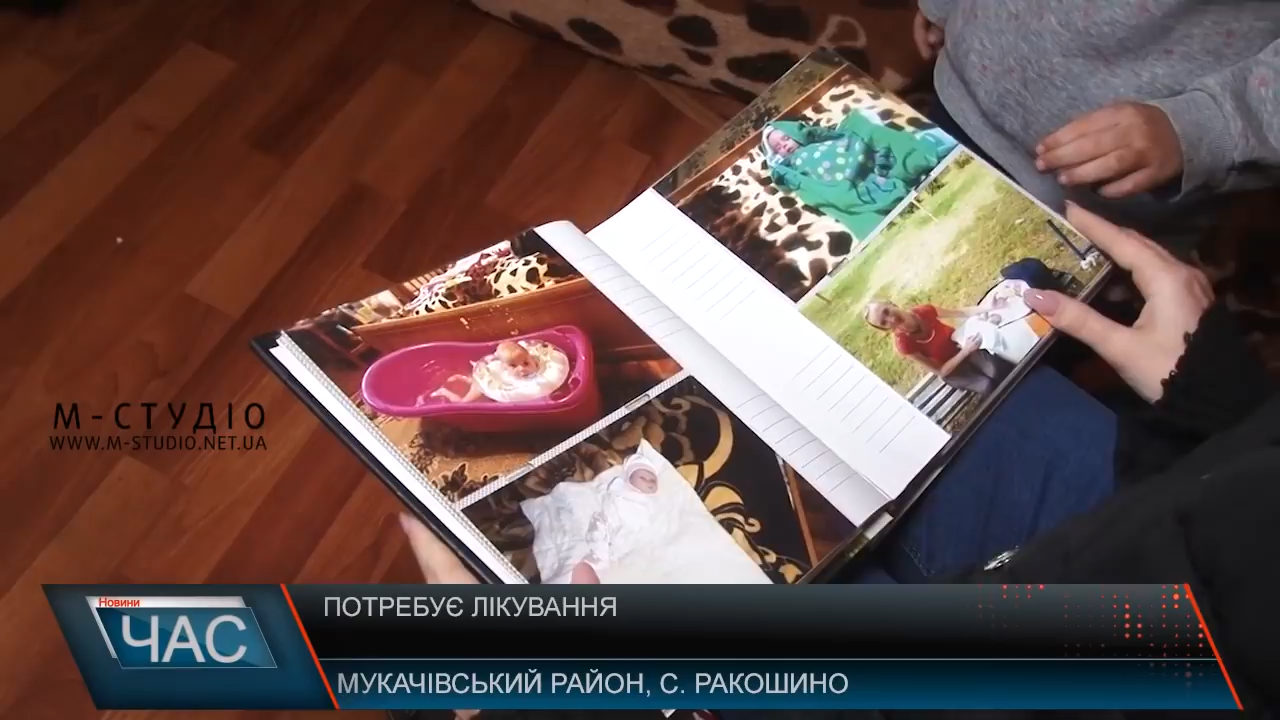 М-СТУДІО
WWW.M-STUDIO.NET.UA
Новини
ЧАС
ПОТРЕБУЄ ЛІКУВАННЯ
МУКАЧІВСЬКИЙ РАЙОН, С. РАКОШИНО